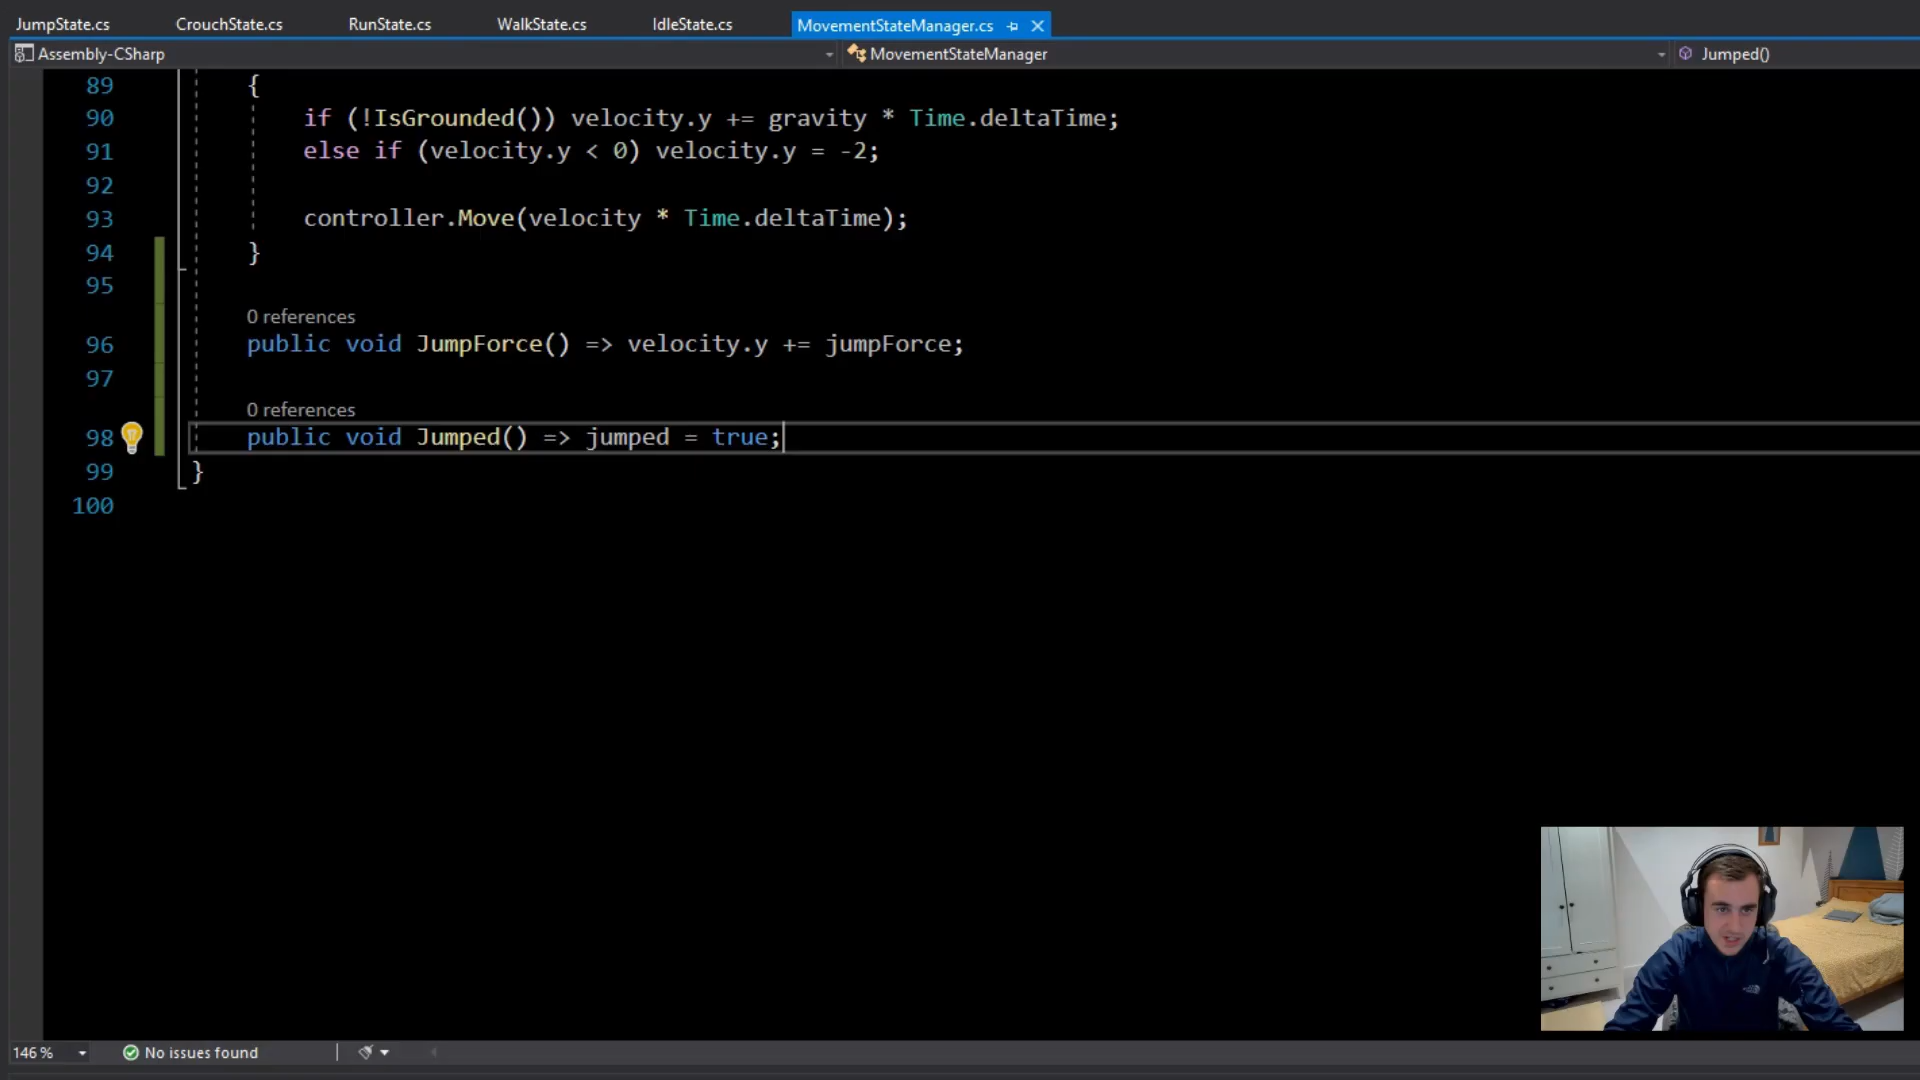 JumpState.cs CrouchState.cs RunState.cs WalkState.cs IdleState.cs MovementStateManager.cs
Assembly-CSharp MovementStateManager Jumped()
89 {
90 if (!IsGrounded()) velocity.y += gravity * Time.deltaTime;
91 else if (velocity.y < 0) velocity.y = -2;
92
93 controller.Move(velocity * Time.deltaTime);
94 }
95
0 references
96 public void JumpForce() => velocity.y += jumpForce;
97
0 references
98 public void Jumped() => jumped = true;
99 }
100
146 % No issues found